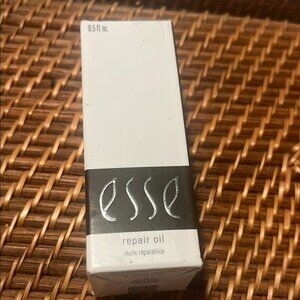 0.5 fl oz.
esse
repair oil
Huile réparatrice